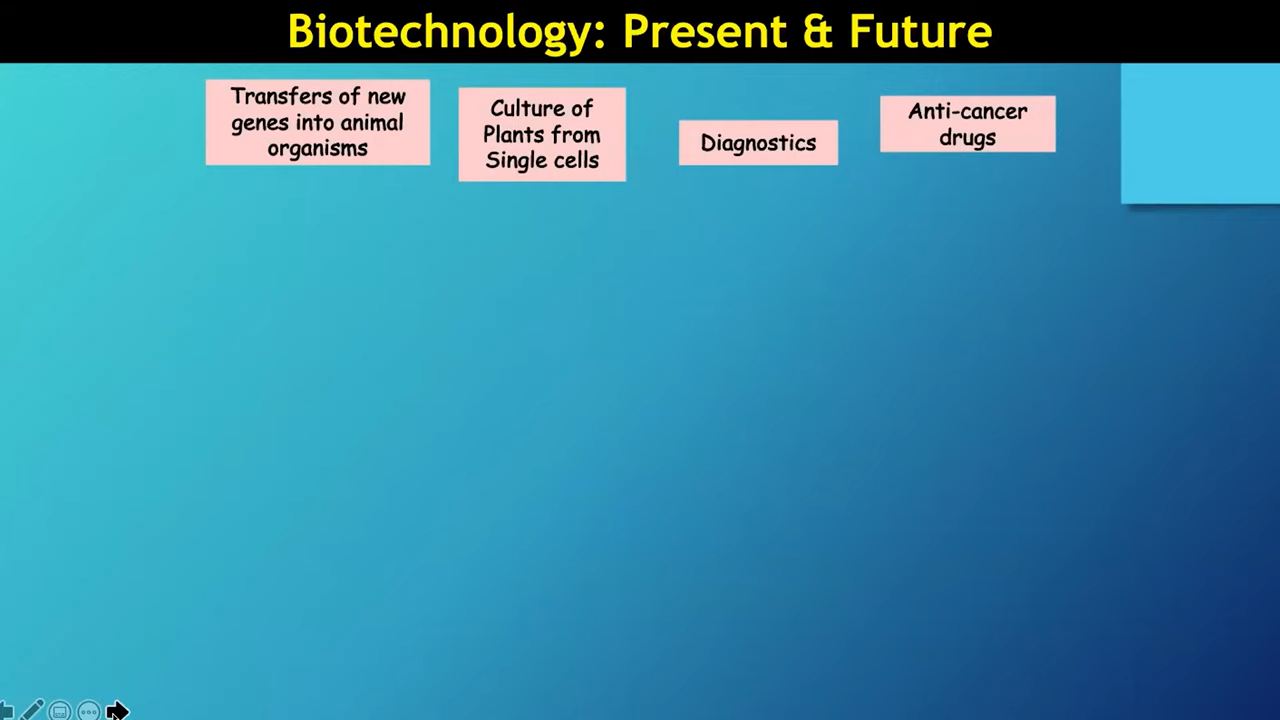 Biotechnology: Present & Future
Transfers of new
genes into animal
organisms
Culture of
Plants from
Single cells
Diagnostics
Anti-cancer
drugs